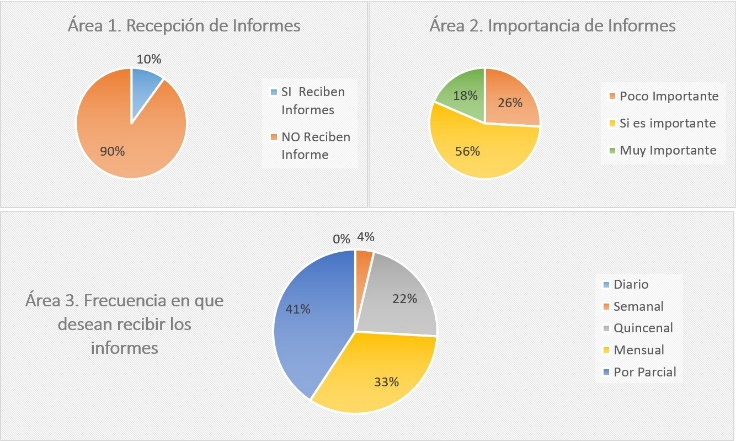 Área 1. Recepción de Informes
10%
90%
SI Reciben
Informes
NO Reciben
Informe
Área 2. Importancia de Informes
18%
26%
56%
Poco Importante
Si es importante
Muy Importante
Área 3. Frecuencia en que
desean recibir los
informes
0%
4%
22%
33%
41%
Diario
Semanal
Quincenal
Mensual
Por Parcial